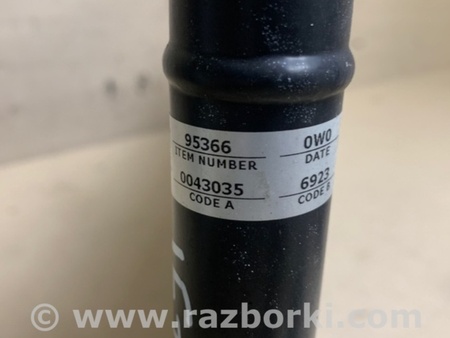 95366 0W0
ITEM NUMBER DATE
0043035 6923
CODE A CODE B
www.razborki.com